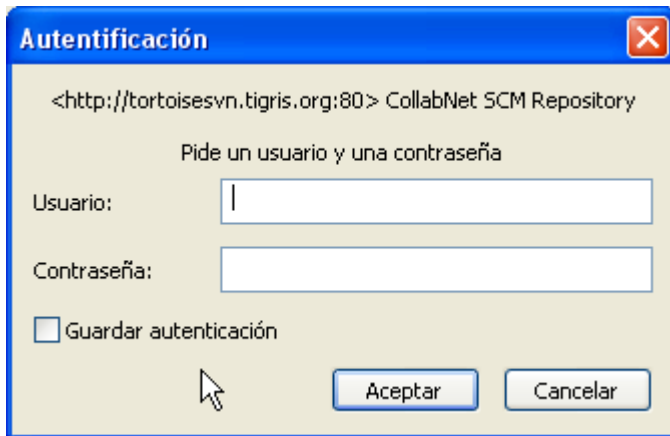 Autentificación
<http://tortoisesvn.tigris.org:80> CollabNet SCM Repository
Pide un usuario y una contraseña
Usuario:
Contraseña:
Guardar autenticación
Aceptar Cancelar